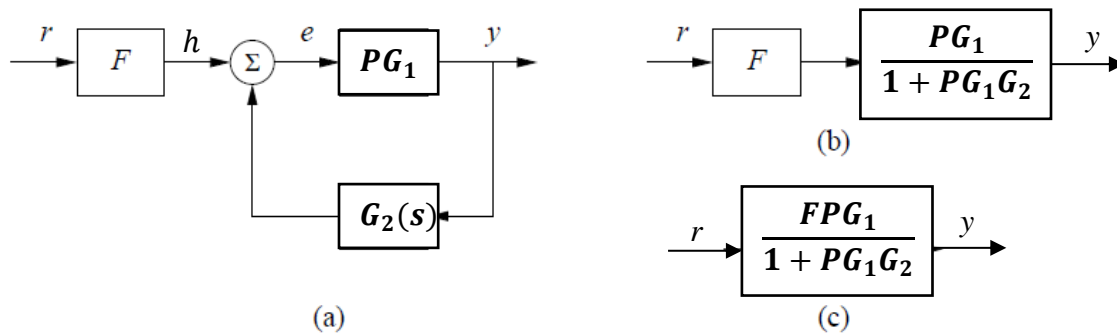 r
F
h
Σ
e
PG₁
y
G₂(s)
(a)
r
F
PG₁
1 + PG₁G₂
y
(b)
r
FPG₁
1 + PG₁G₂
y
(c)